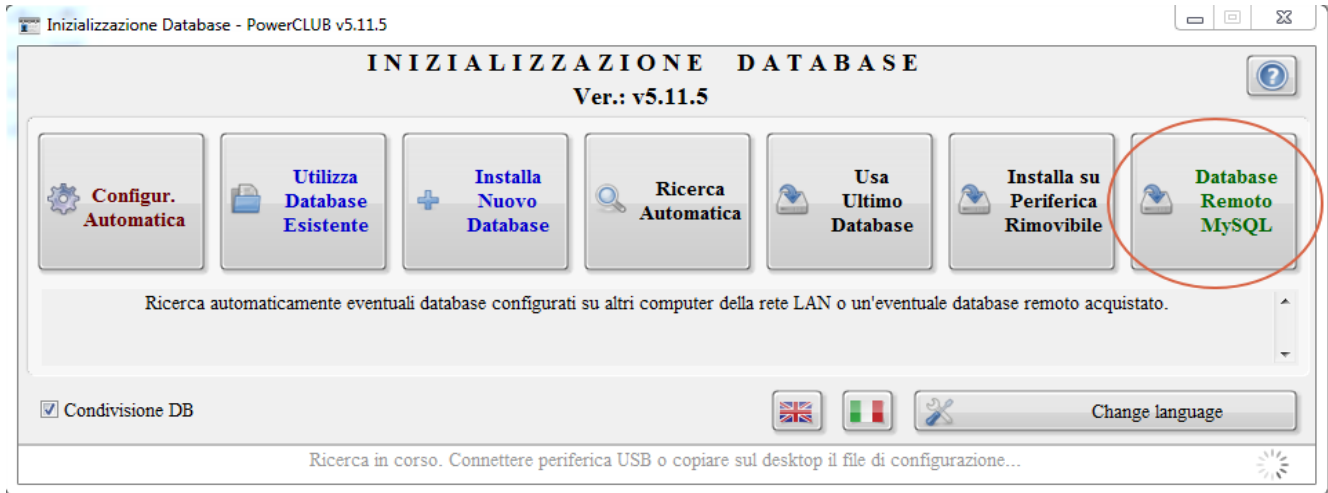 Inizializzazione Database - PowerCLUB v5.11.5
INIZIALIZZAZIONE DATABASE
Ver.: v5.11.5
Configur.
Automatica
Utilizza
Database
Esistente
Installa
Nuovo
Database
Ricerca
Automatica
Usa
Ultimo
Database
Installa su
Periferica
Rimovibile
Database
Remoto
MySQL
Ricerca automaticamente eventuali database configurati su altri computer della rete LAN o un'eventuale database remoto acquistato.
Condivisione DB
Change language
Ricerca in corso. Connettere periferica USB o copiare sul desktop il file di configurazione...